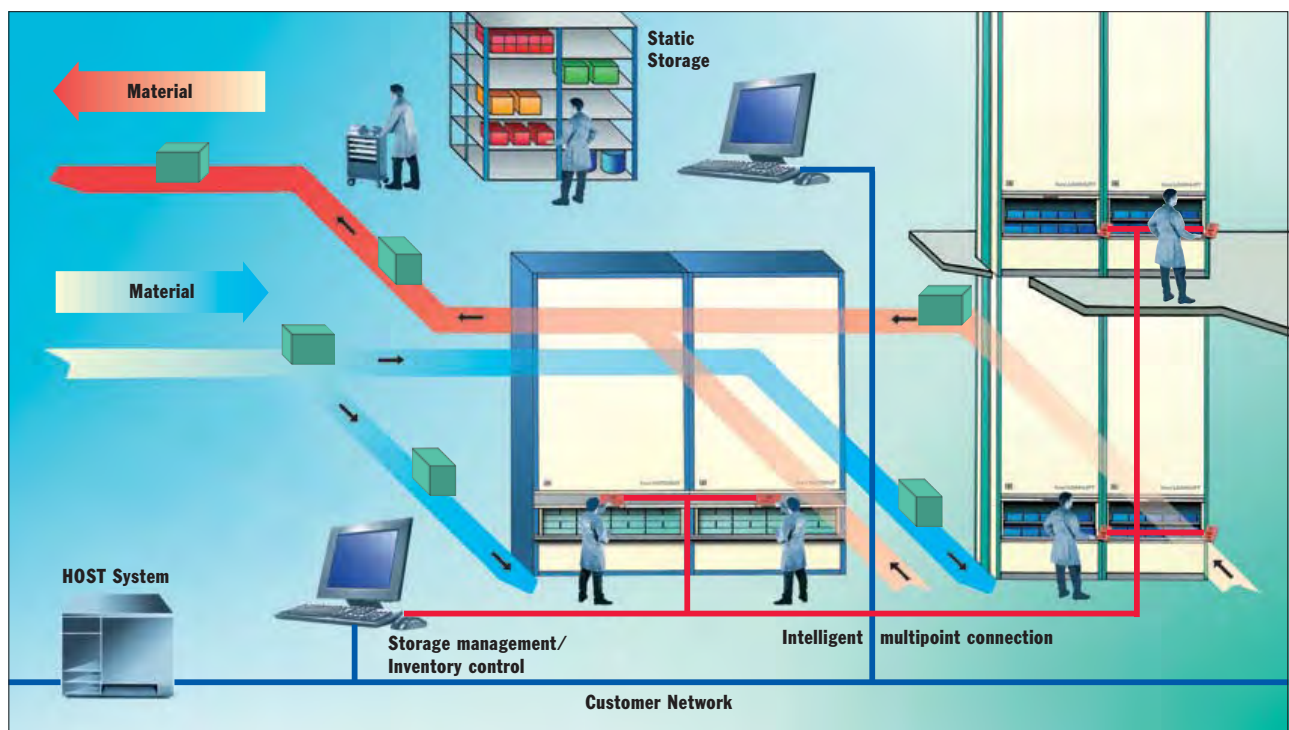 Static
Storage
Material
Material
HOST System
Storage management/
Inventory control
Intelligent multipoint connection
Customer Network